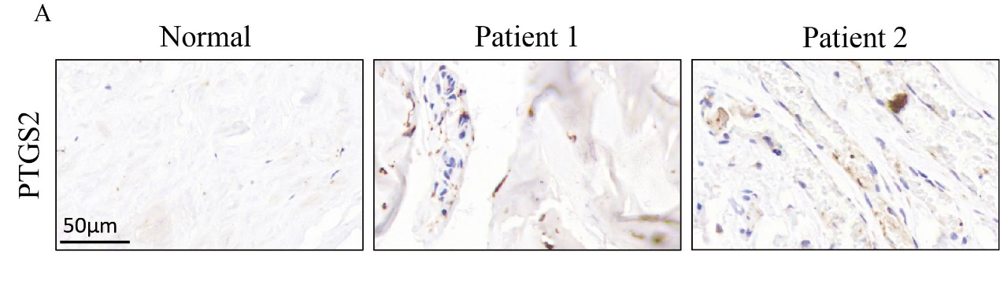 A
Normal
Patient 1
Patient 2
PTGS2
50μm